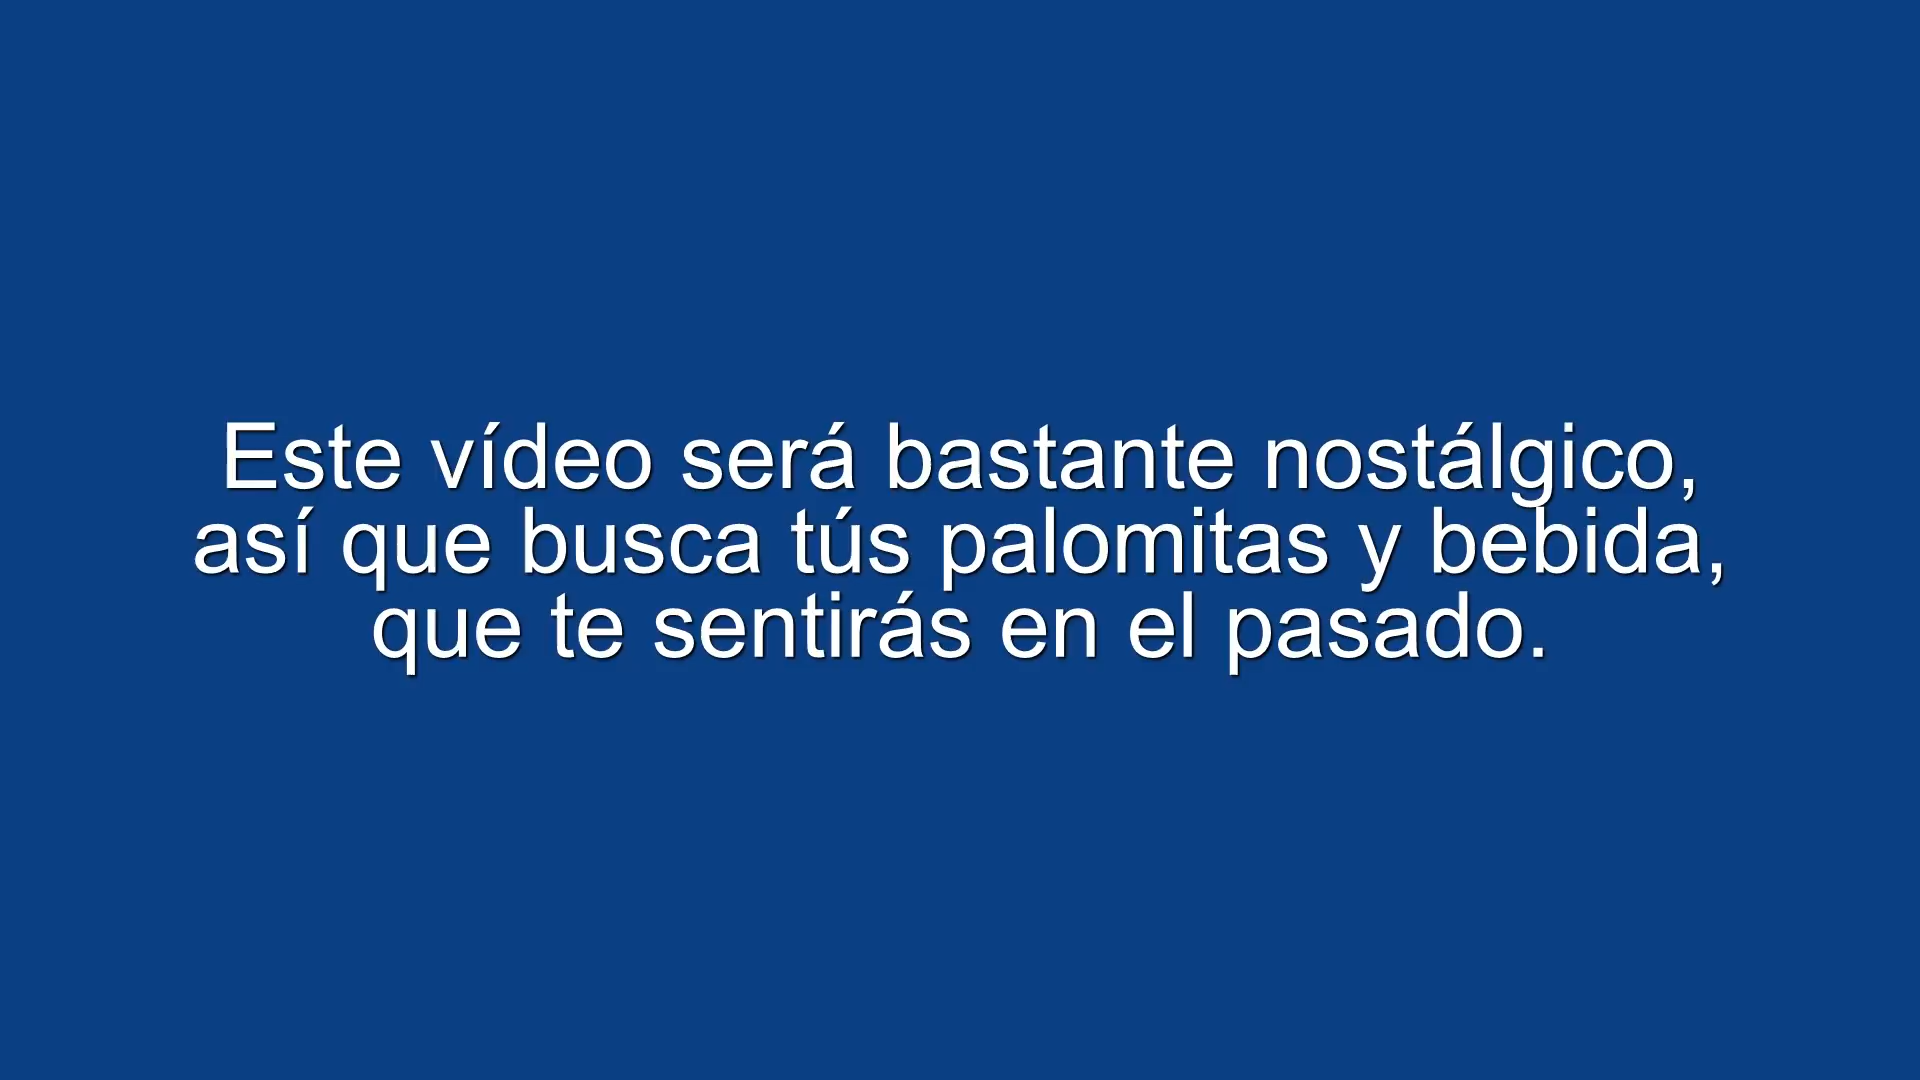 Este vídeo será bastante nostálgico,
así que busca tús palomitas y bebida,
que te sentirás en el pasado.